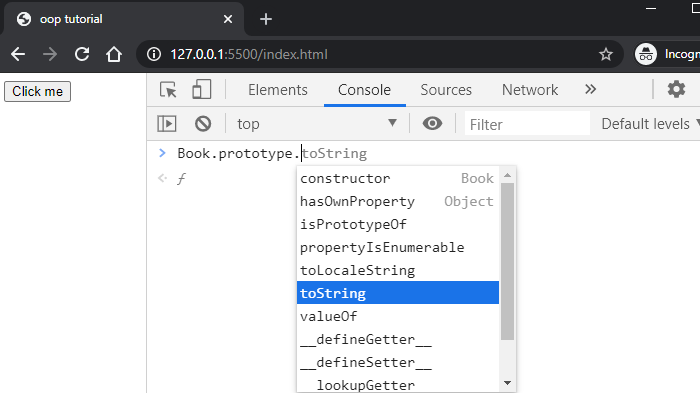 oop tutorial
127.0.0.1:5500/index.html
Incogn
Click me
Elements Console Sources Network
top Filter Default levels
Book.prototype.toString
f
constructor Book
hasOwnProperty Object
isPrototypeOf
propertyIsEnumerable
toLocaleString
toString
valueOf
__defineGetter__
__defineSetter__
__lookupGetter__